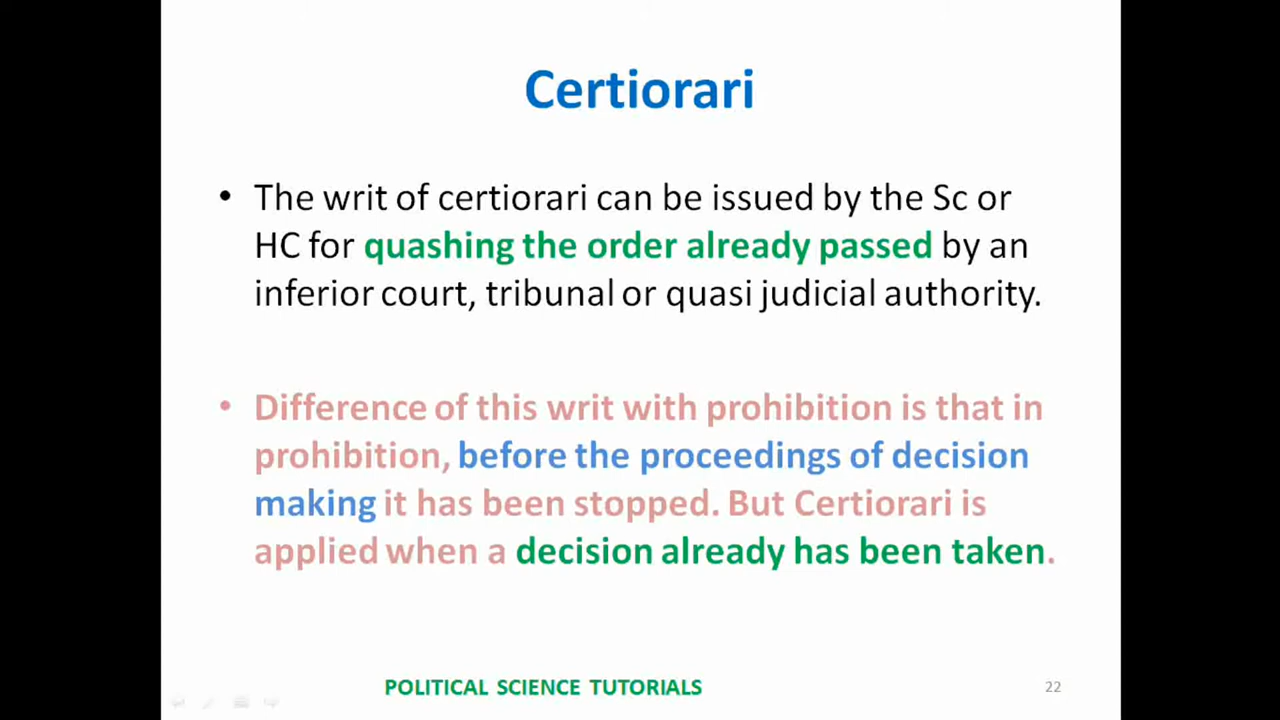 Certiorari
• The writ of certiorari can be issued by the Sc or
HC for quashing the order already passed by an
inferior court, tribunal or quasi judicial authority.
• Difference of this writ with prohibition is that in
prohibition, before the proceedings of decision
making it has been stopped. But Certiorari is
applied when a decision already has been taken.
POLITICAL SCIENCE TUTORIALS
22